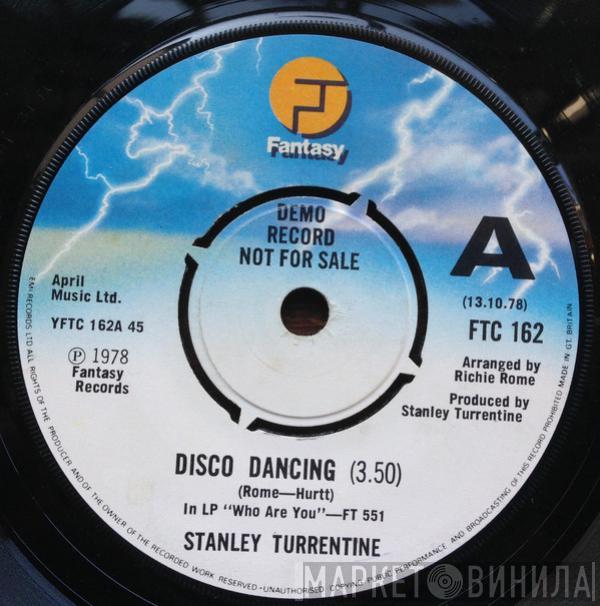 F
Fantasy
DEMO
RECORD
NOT FOR SALE
A
(13.10.78)
FTC 162
April
Music Ltd.
YFTC 162A 45
Ⓟ 1978
Fantasy
Records
Arranged by
Richie Rome
Produced by
Stanley Turrentine
DISCO DANCING (3.50)
(Rome—Hurtt)
In LP "Who Are You"—FT 551
STANLEY TURRENTINE
EMI RECORDS LTD ALL RIGHTS OF THE PRODUCER AND OF THE OWNER OF THE RECORDED WORK RESERVED-UNAUTHORISED COPYING PUBLIC PERFORMANCE AND BROADCASTING OF THIS RECORD PROHIBITED MADE IN GT. BRITAIN
МАРКЕТ ВИНИЛА